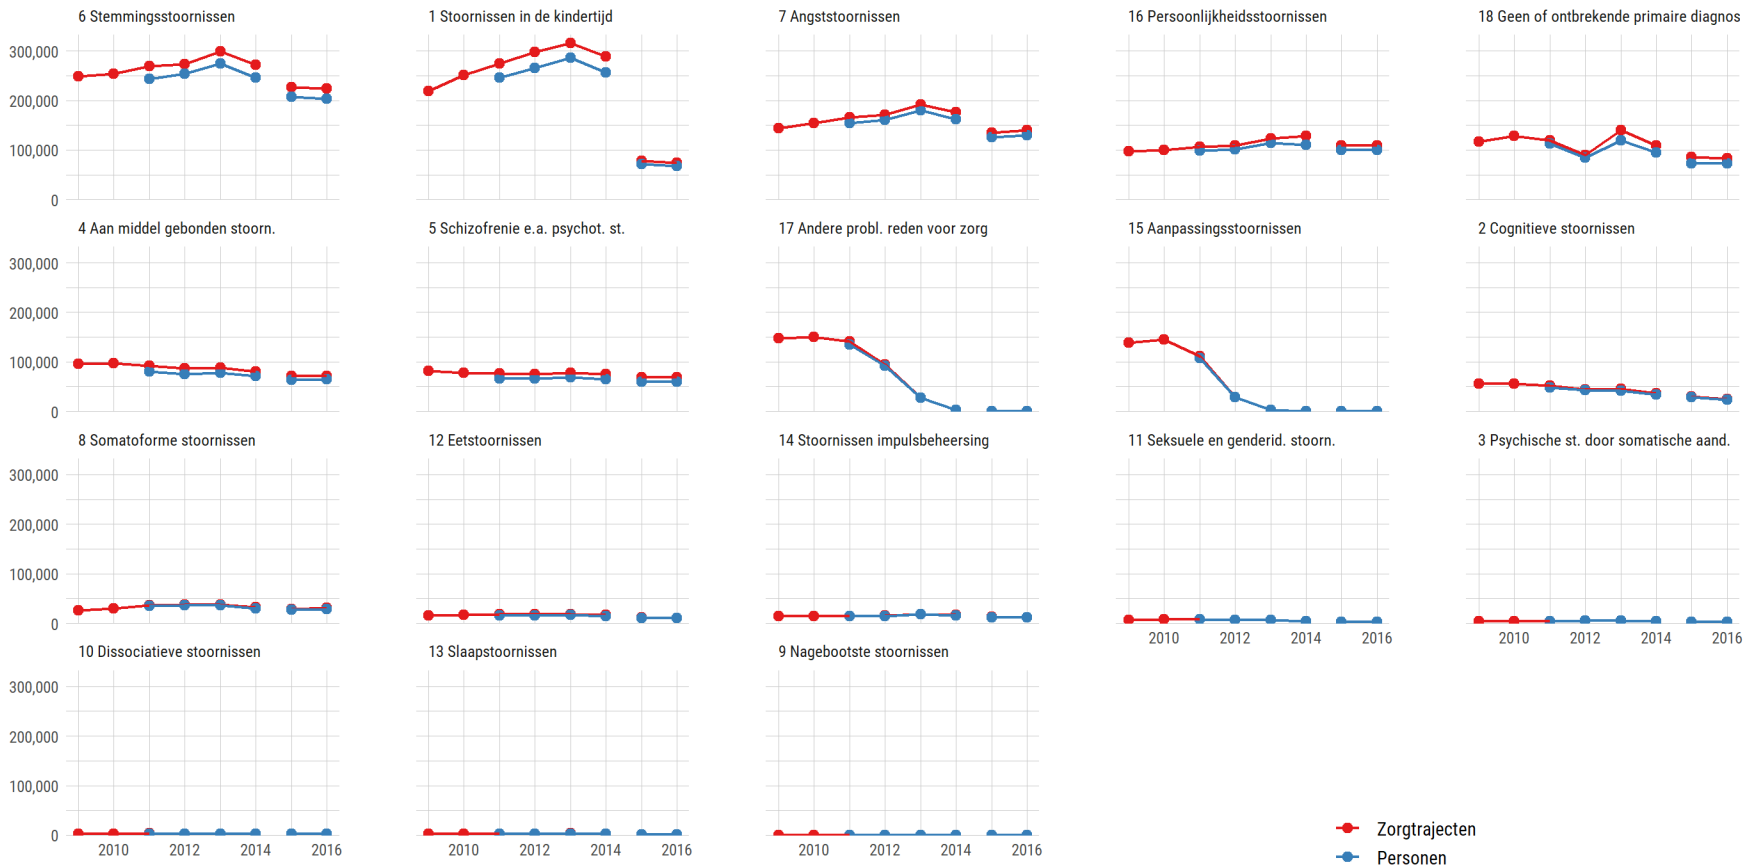 6 Stemmingsstoornissen
1 Stoornissen in de kindertijd
7 Angststoornissen
16 Persoonlijkheidsstoornissen
18 Geen of ontbrekende primaire diagnos
300,000
200,000
100,000
0
4 Aan middel gebonden stoorn.
5 Schizofrenie e.a. psychot. st.
17 Andere probl. reden voor zorg
15 Aanpassingsstoornissen
2 Cognitieve stoornissen
300,000
200,000
100,000
0
8 Somatoforme stoornissen
12 Eetstoornissen
14 Stoornissen impulsbeheersing
11 Seksuele en genderid. stoorn.
3 Psychische st. door somatische aand.
300,000
200,000
100,000
0
2010 2012 2014 2016
2010 2012 2014 2016
10 Dissociatieve stoornissen
13 Slaapstoornissen
9 Nagebootste stoornissen
300,000
200,000
100,000
0
2010 2012 2014 2016
2010 2012 2014 2016
2010 2012 2014 2016
Zorgtrajecten
Personen